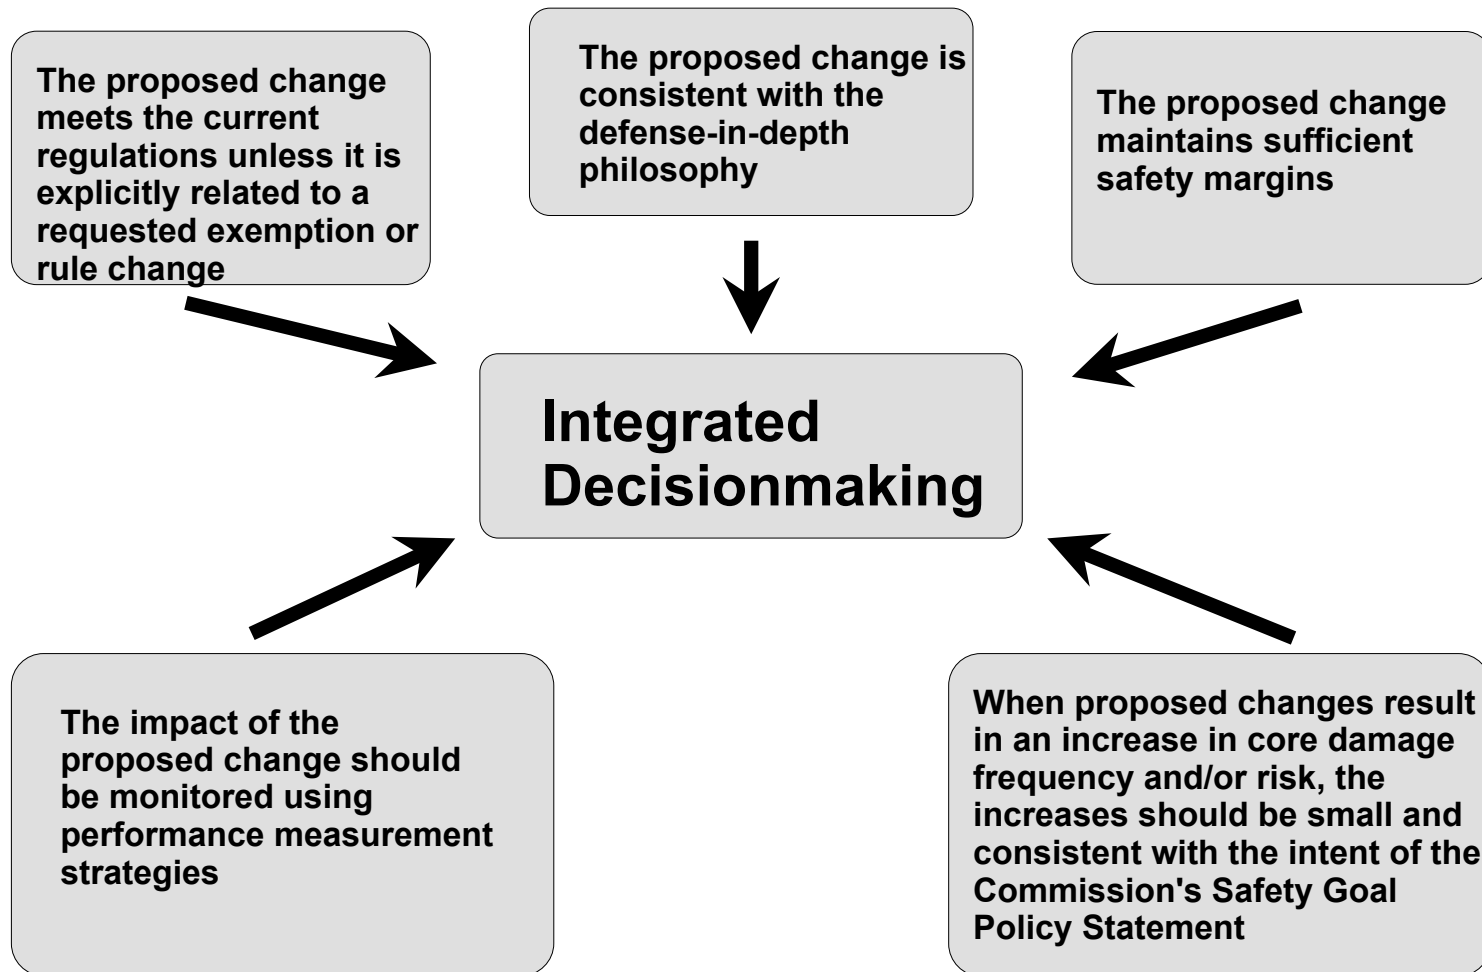 The proposed change
meets the current
regulations unless it is
explicitly related to a
requested exemption or
rule change
The proposed change is
consistent with the
defense-in-depth
philosophy
The proposed change
maintains sufficient
safety margins
Integrated
Decisionmaking
The impact of the
proposed change should
be monitored using
performance measurement
strategies
When proposed changes result
in an increase in core damage
frequency and/or risk, the
increases should be small and
consistent with the intent of the
Commission's Safety Goal
Policy Statement